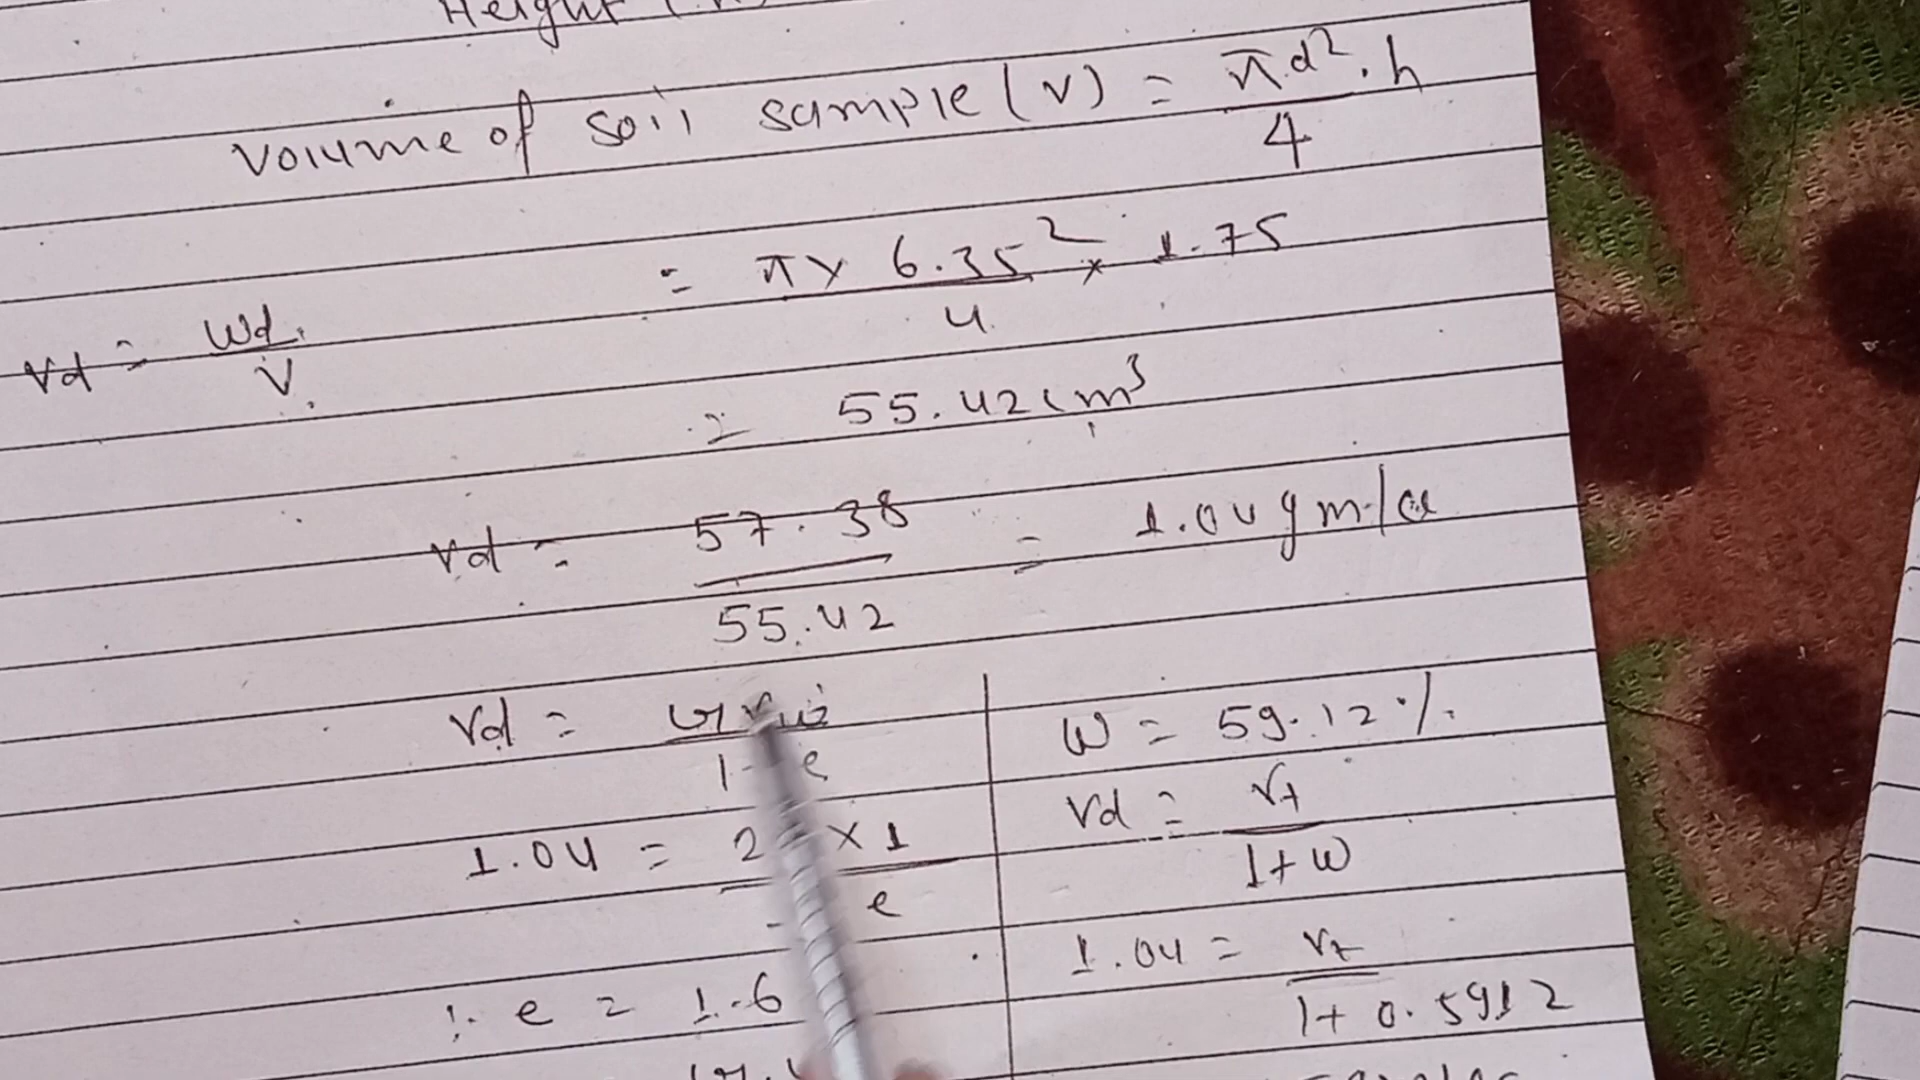 Height (
Volume of soil sample (V) = πd². h / 4
= π x 6.35² / 4 x 1.75
γd = Wd. / V.
= 55.42 cm³
γd = 57.38 / 55.42 = 1.04 gm/cc
γd = Gγw / 1+e
1.04 = 2 x 1 / e
∴ e = 1.6
W = 59.12 %.
γd = γt / 1+W
1.04 = γt / 1+0.5912